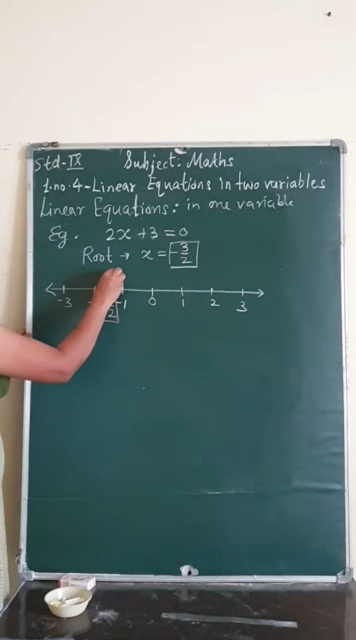 Std-IX Subject: Maths
L.no:4-Linear Equations in two variables
Linear Equations: in one variable
Eg. 2x+3=0
Root → x = -3/2
-3 -1 0 1 2 3
2